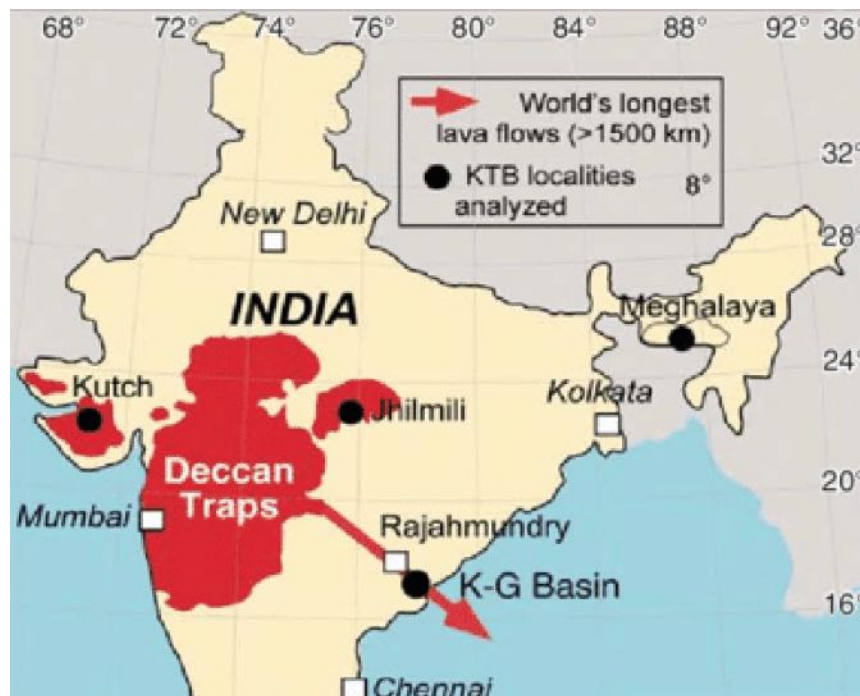 68° 72° 74° 76° 80° 84° 88° 92° 36°
World's longest
lava flows (>1500 km)
KTB localities
analyzed
8°
32°
New Delhi
28°
INDIA
Meghalaya
24°
Kutch
Jhilmili
Kolkata
Deccan
Traps
20°
Mumbai
Rajahmundry
K-G Basin
16°
Chennai